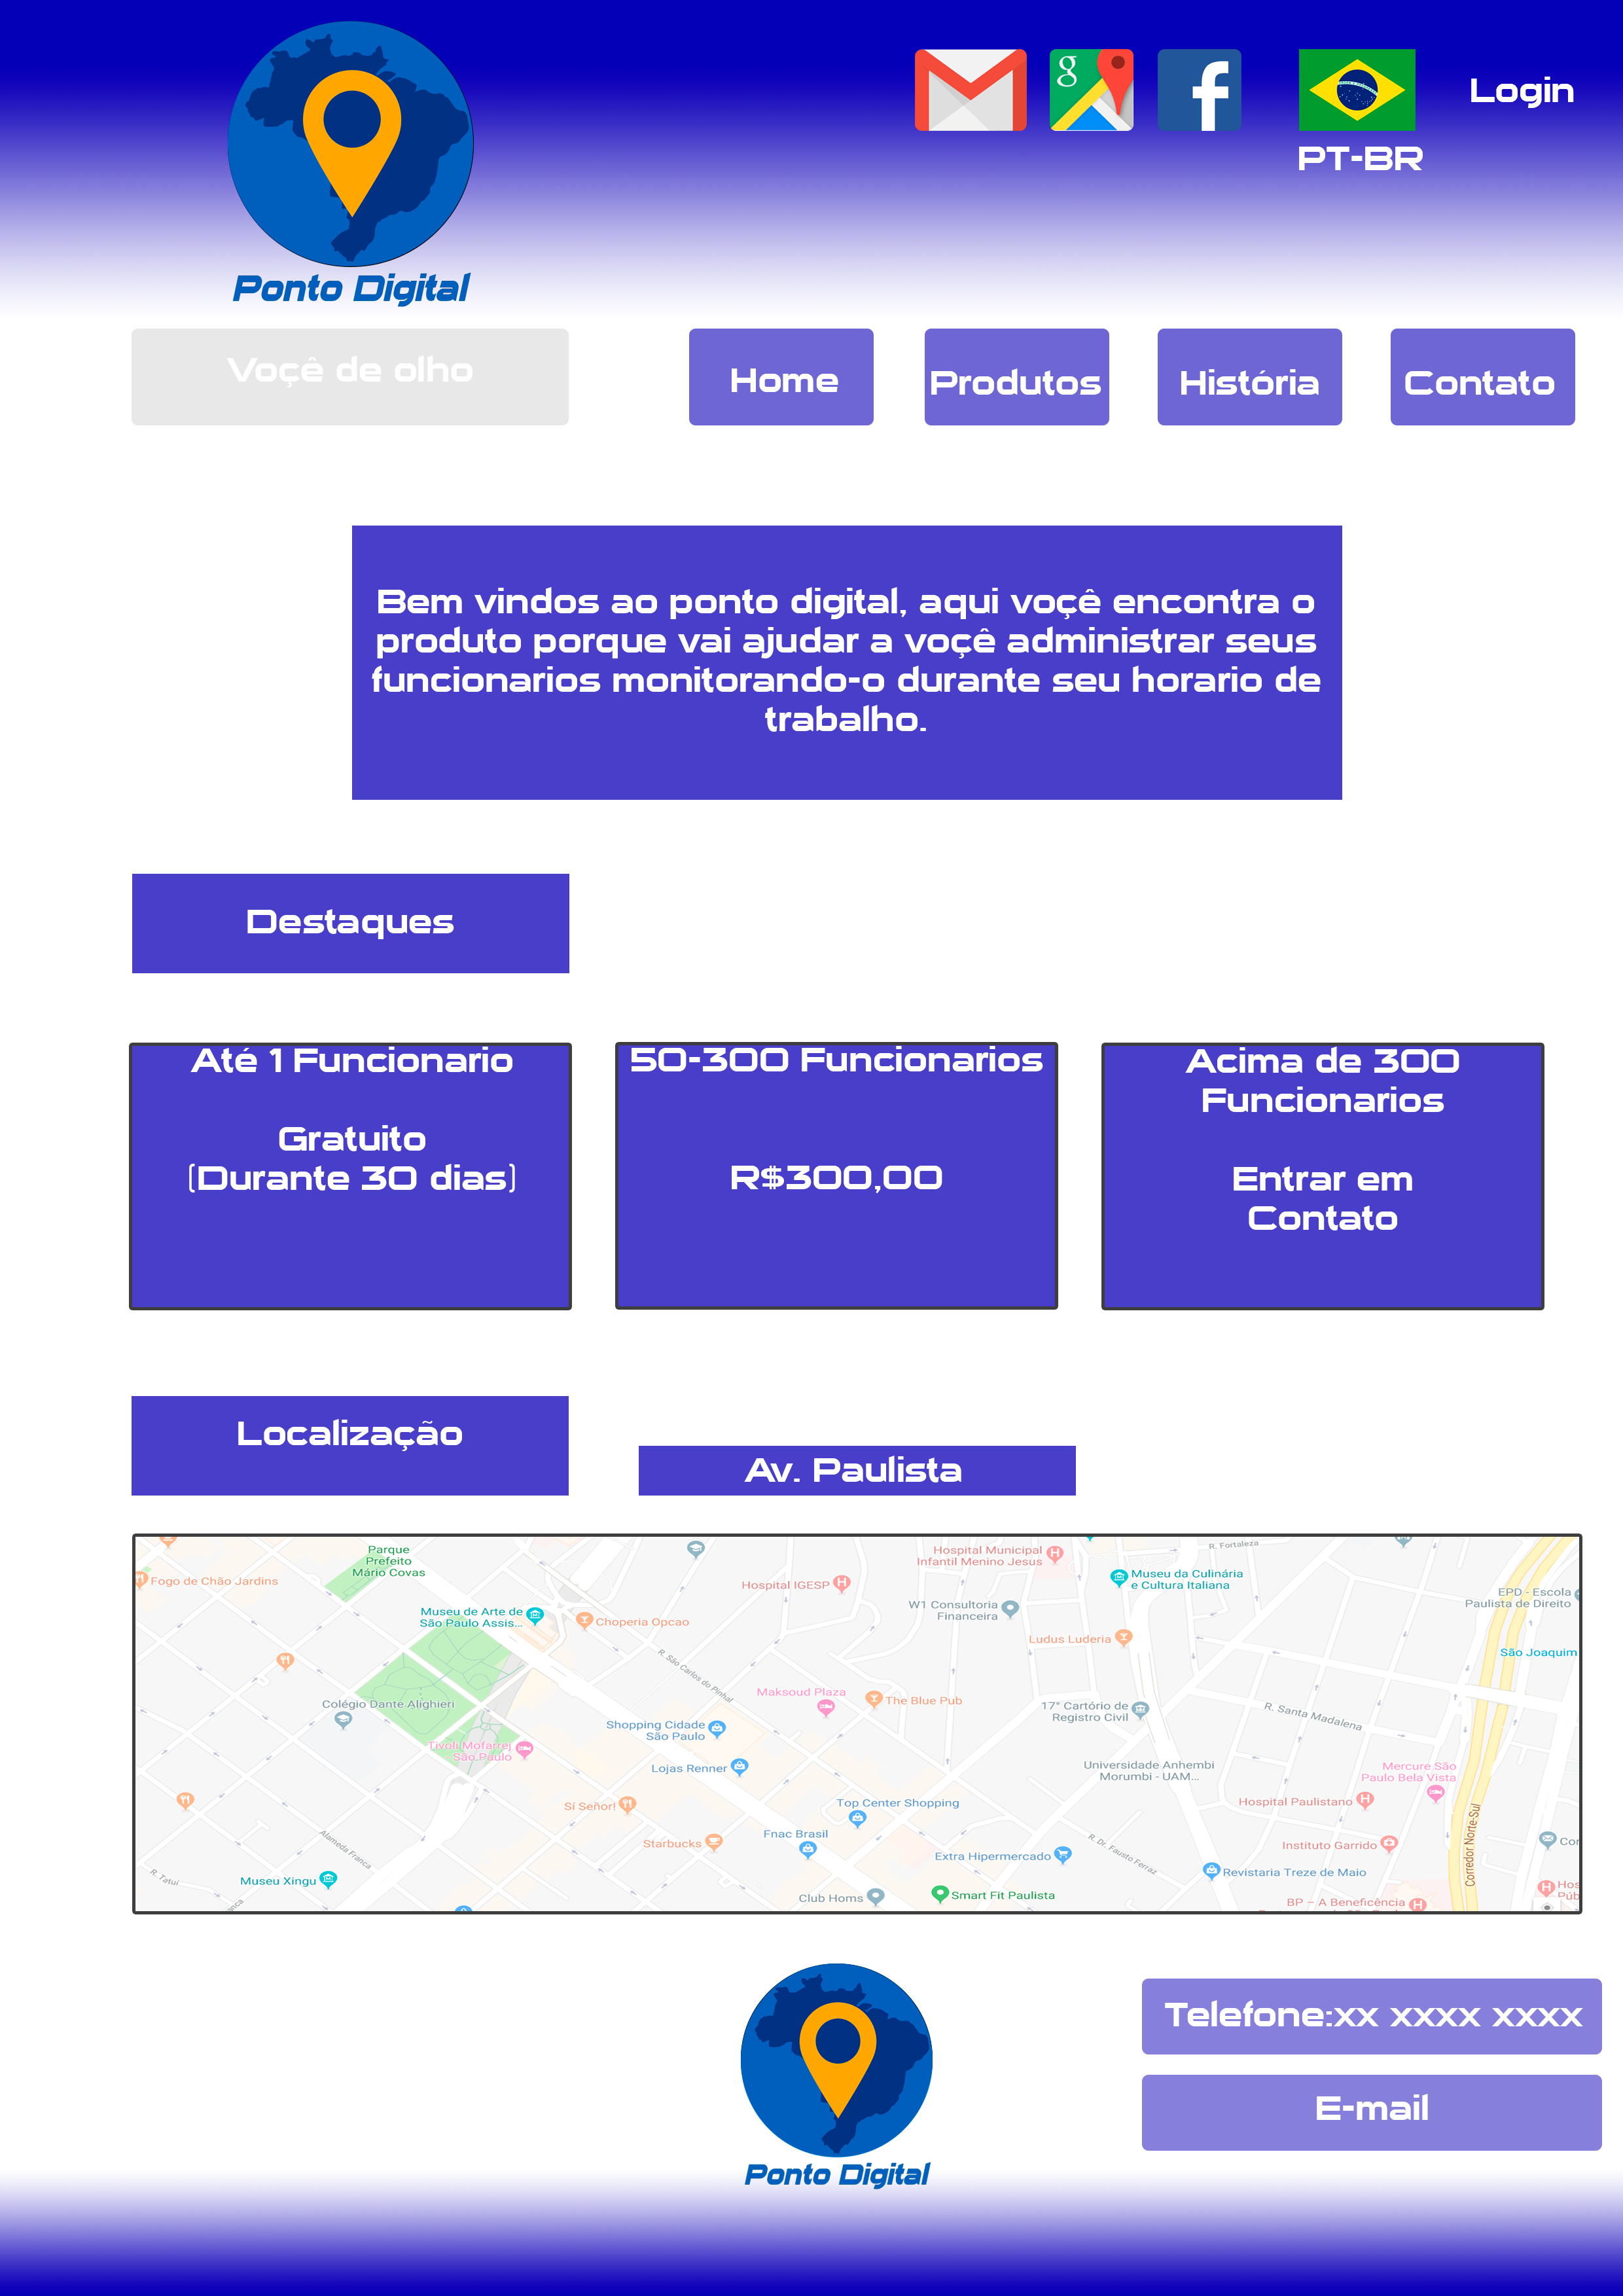 Login
PT-BR
Ponto Digital
Voçê de olho
Home
Produtos
História
Contato
Bem vindos ao ponto digital, aqui voçê encontra o
produto porque vai ajudar a voçê administrar seus
funcionarios monitorando-o durante seu horario de
trabalho.
Destaques
Até 1 Funcionario
Gratuito
(Durante 30 dias)
50-300 Funcionarios
R$300,00
Acima de 300
Funcionarios
Entrar em
Contato
Localização
Av. Paulista
Parque
Prefeito
Mário Covas
Fogo de Chão Jardins
Museu de Arte de
São Paulo Assis...
Choperia Opcao
Hospital IGESP
Hospital Municipal
Infantil Menino Jesus
W1 Consultoria
Financeira
Museu da Culinária
e Cultura Italiana
R. Fortaleza
EPD - Escola
Paulista de Direito
Ludus Luderia
São Joaquim
R. São Carlos do Pinhal
Colégio Dante Alighieri
Maksoud Plaza
The Blue Pub
17° Cartório de
Registro Civil
R. Santa Madalena
Shopping Cidade
São Paulo
Tivoli Mofarrej
São Paulo
Lojas Renner
Universidade Anhembi
Morumbi - UAM...
Mercure São
Paulo Bela Vista
Sí Señor!
Top Center Shopping
Hospital Paulistano
Starbucks
Fnac Brasil
Alameda Franca
R. Dr. Fausto Ferraz
Instituto Garrido
Corredor Norte-Sul
Extra Hipermercado
R. Tatuí
Museu Xingu
Revistaria Treze de Maio
Club Homs
Smart Fit Paulista
BP – A Beneficência
Ponto Digital
Telefone:xx xxxx xxxx
E-mail